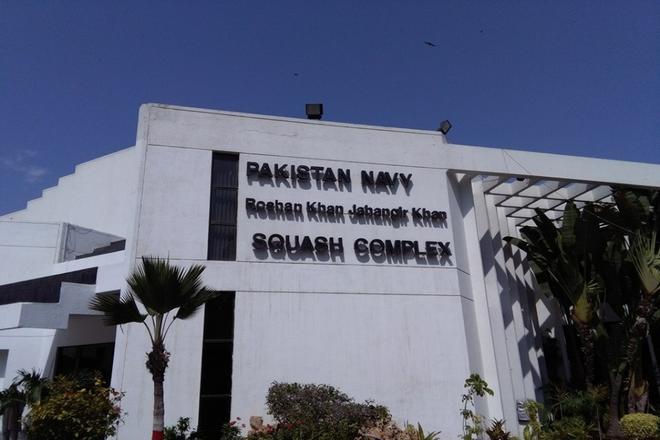 PAKISTAN NAVY
Roshan Khan Jahangir Khan
SQUASH COMPLEX